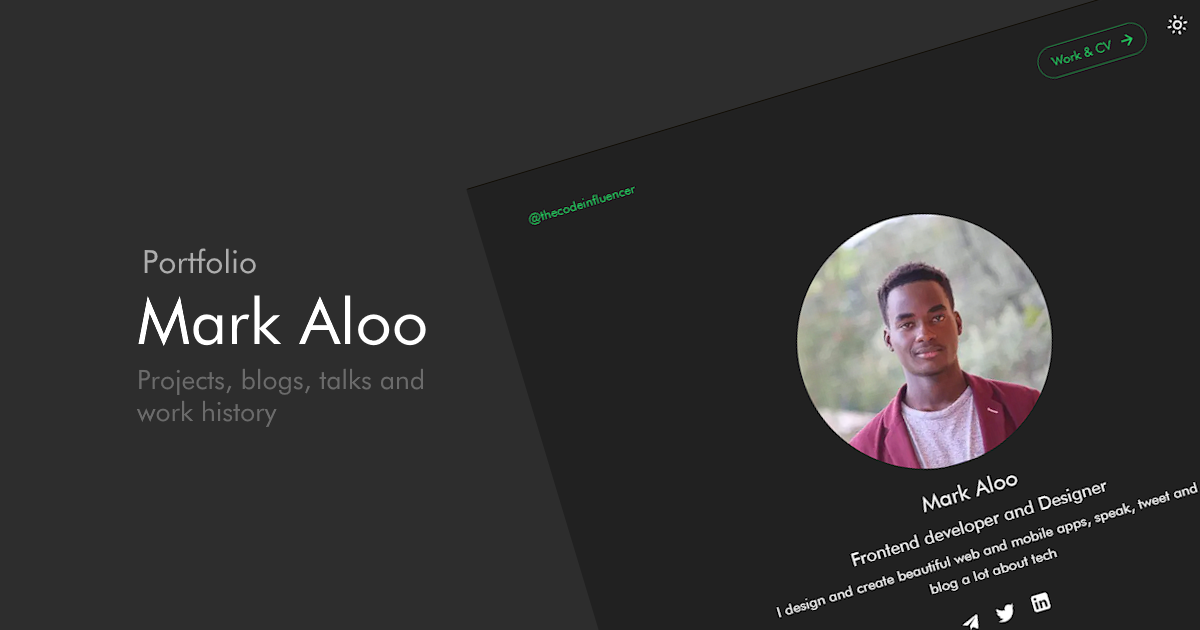 Work & CV
@thecodeinfluencer
Portfolio
Mark Aloo
Projects, blogs, talks and
work history
Mark Aloo
Frontend developer and Designer
I design and create beautiful web and mobile apps, speak, tweet and
blog a lot about tech
in